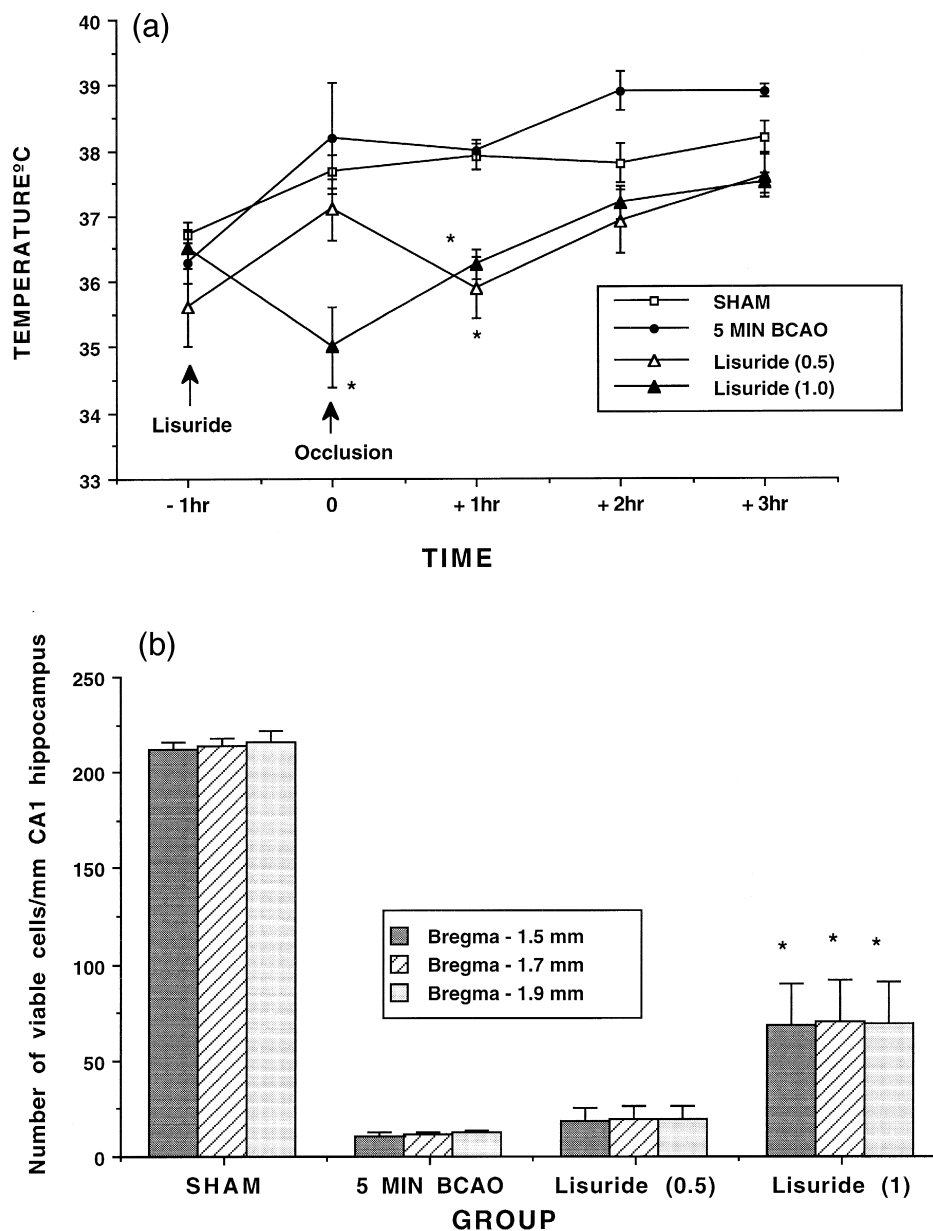 (a)
TEMPERATUREºC
40
39
38
37
36
35
34
33
*
*
*
SHAM
5 MIN BCAO
Lisuride (0.5)
Lisuride (1.0)
Lisuride
Occlusion
- 1hr 0 + 1hr + 2hr + 3hr
TIME
(b)
Number of viable cells/mm CA1 hippocampus
250
200
150
100
50
0
Bregma - 1.5 mm
Bregma - 1.7 mm
Bregma - 1.9 mm
* * *
SHAM 5 MIN BCAO Lisuride (0.5) Lisuride (1)
GROUP